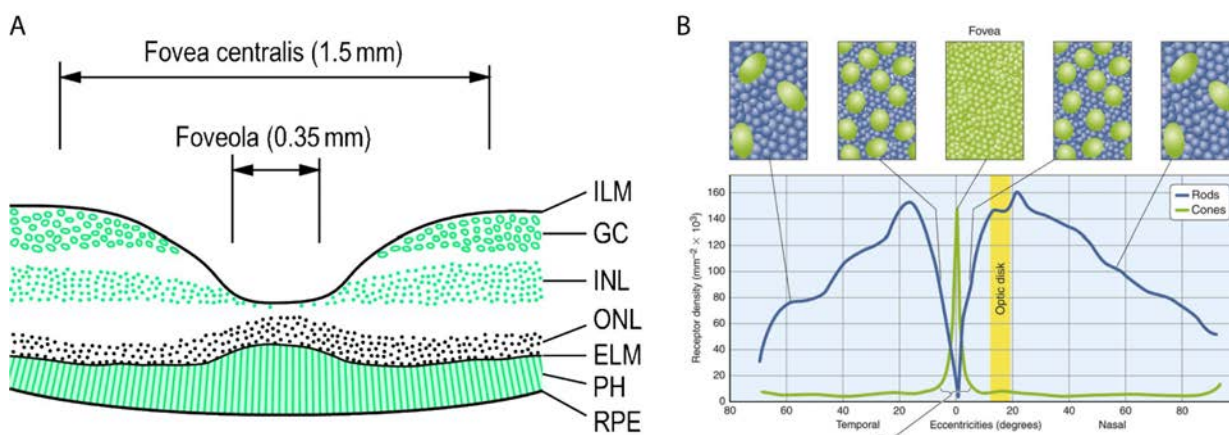 A
Fovea centralis (1.5 mm)
Foveola (0.35 mm)
ILM
GC
INL
ONL
ELM
PH
RPE
B
Fovea
Receptor density (mm⁻² × 10³)
160
140
120
100
80
60
40
20
0
Rods
Cones
Optic disk
80 60 40 20 0 20 40 60 80
Temporal Eccentricities (degrees) Nasal